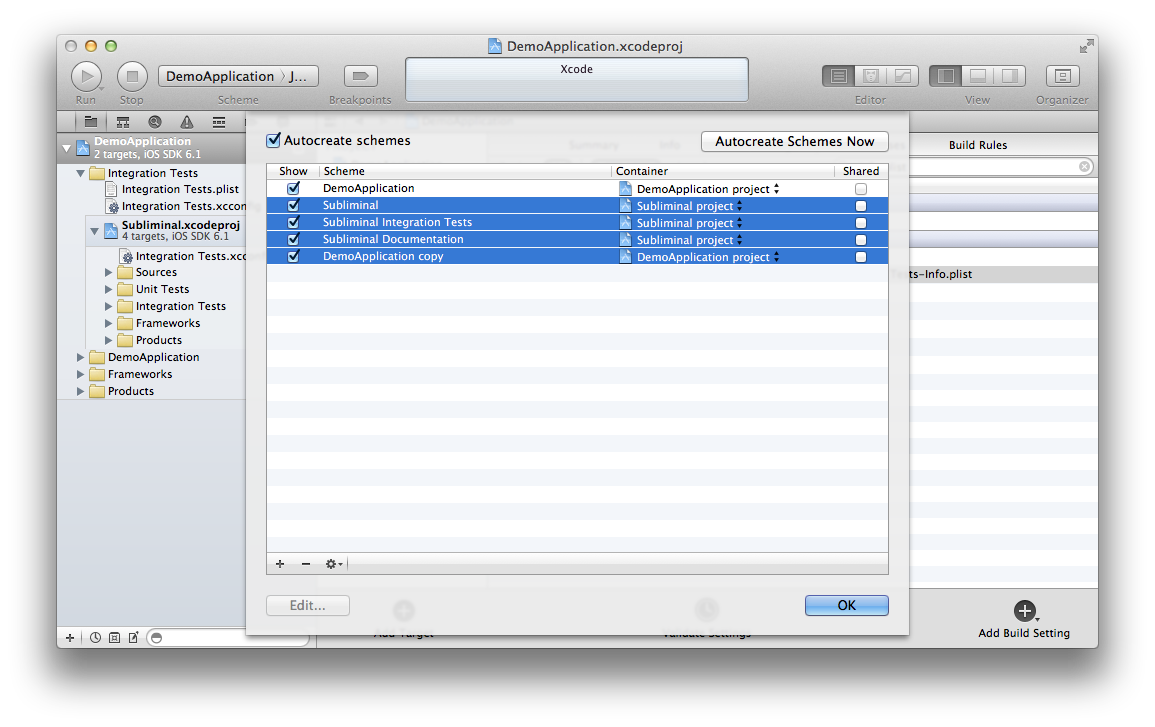 DemoApplication.xcodeproj
DemoApplication J...
Xcode
Run Stop Scheme Breakpoints Editor View Organizer
DemoApplication
2 targets, iOS SDK 6.1
Integration Tests
Integration Tests.plist
Integration Tests.xcconfig
Subliminal.xcodeproj
4 targets, iOS SDK 6.1
Integration Tests.xcc
Sources
Unit Tests
Integration Tests
Frameworks
Products
DemoApplication
Frameworks
Products
Autocreate schemes Autocreate Schemes Now
Show Scheme Container Shared
DemoApplication DemoApplication project
Subliminal Subliminal project
Subliminal Integration Tests Subliminal project
Subliminal Documentation Subliminal project
DemoApplication copy DemoApplication project
Edit... OK
Summary Info Build Rules
ts-Info.plist
Add Target Validate Settings Add Build Setting